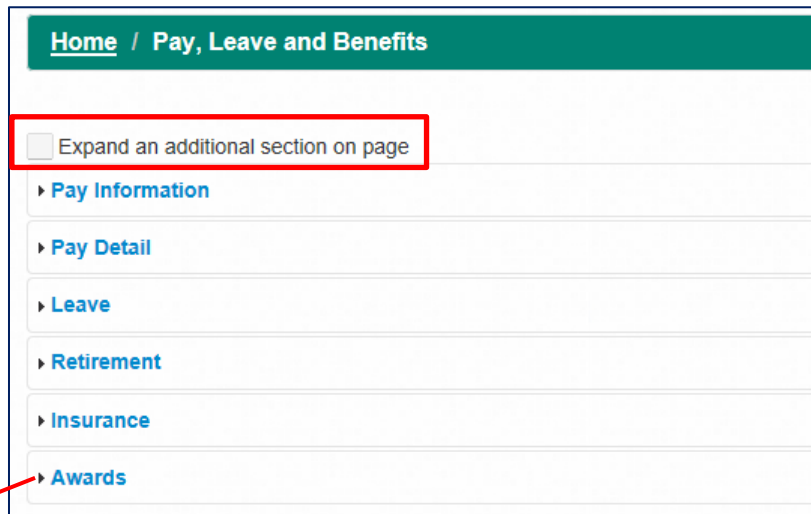 Home / Pay, Leave and Benefits
Expand an additional section on page
Pay Information
Pay Detail
Leave
Retirement
Insurance
Awards